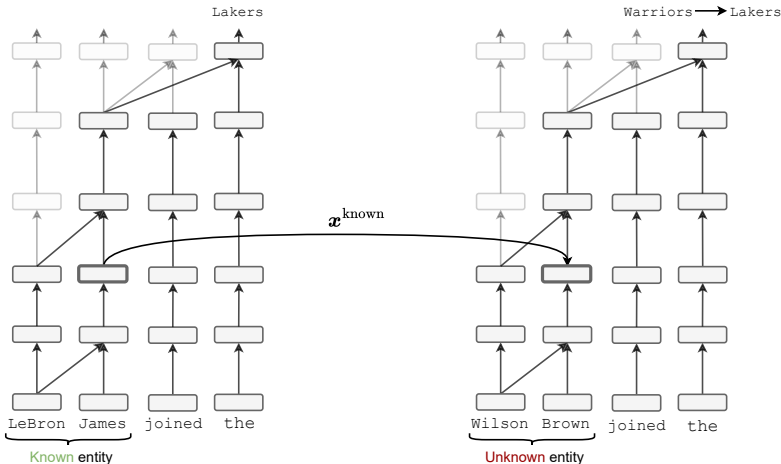 Lakers
Warriors Lakers
x^known
LeBron James joined the
Wilson Brown joined the
Known entity
Unknown entity